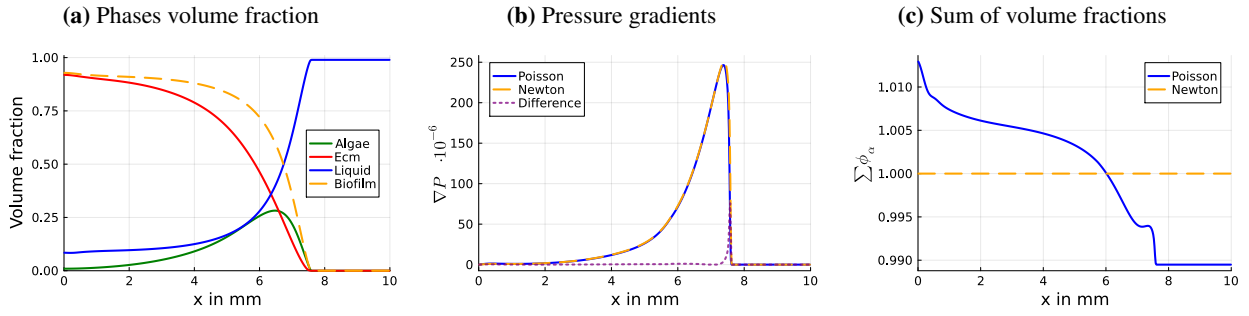 (a) Phases volume fraction
Volume fraction
1.00
0.75
0.50
0.25
0.00
Algae
Ecm
Liquid
Biofilm
0 2 4 6 8 10
x in mm
(b) Pressure gradients
∇P ·10⁻⁶
250
200
150
100
50
0
Poisson
Newton
Difference
0 2 4 6 8 10
x in mm
(c) Sum of volume fractions
∑ϕ_α
1.010
1.005
1.000
0.995
0.990
Poisson
Newton
0 2 4 6 8 10
x in mm